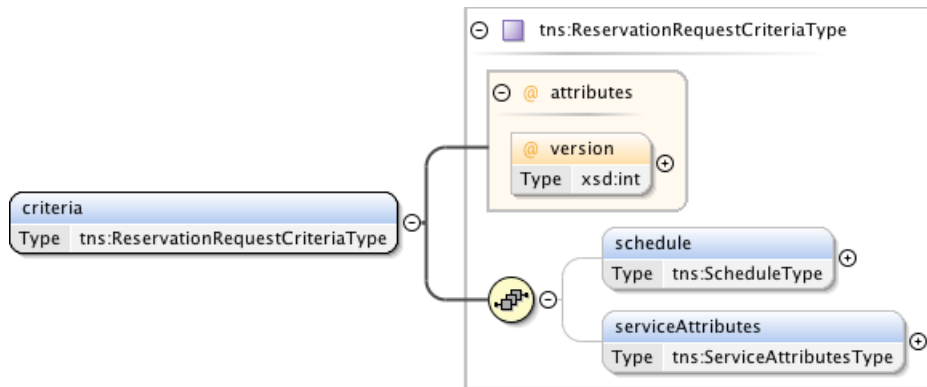 tns:ReservationRequestCriteriaType
@ attributes
@ version
Type xsd:int
criteria
Type tns:ReservationRequestCriteriaType
schedule
Type tns:ScheduleType
serviceAttributes
Type tns:ServiceAttributesType